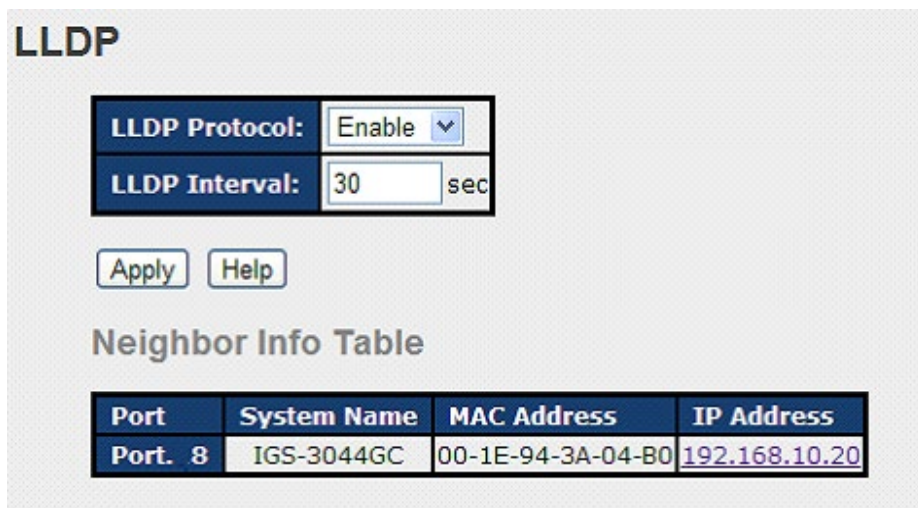 LLDP
LLDP Protocol: Enable
LLDP Interval: 30 sec
Apply Help
Neighbor Info Table
Port System Name MAC Address IP Address
Port. 8 IGS-3044GC 00-1E-94-3A-04-B0 192.168.10.20